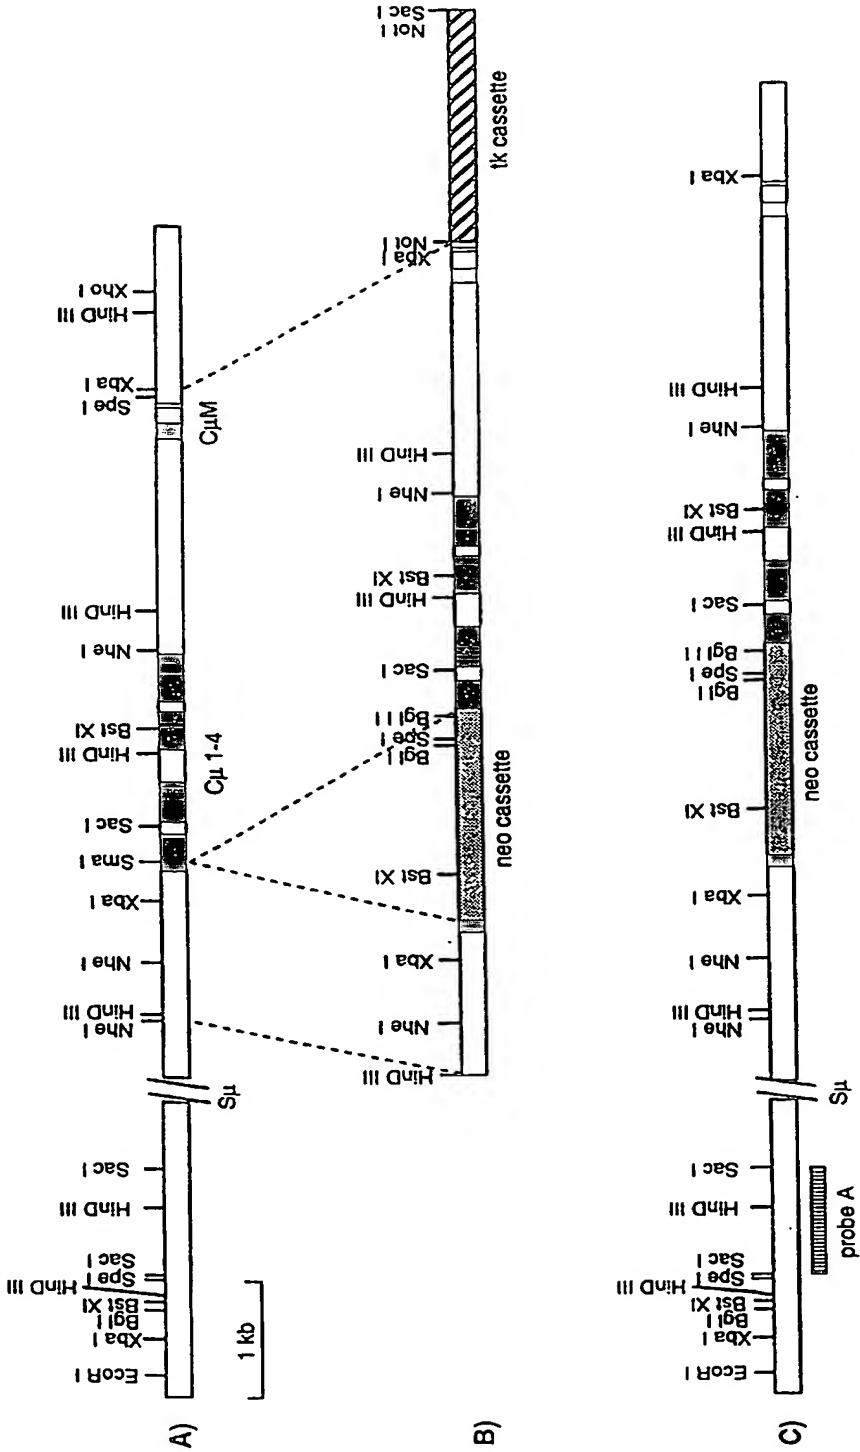 A)
EcoR I
Xba I
Bgl I
Bst XI
HinD III
Spe I
Sac I
HinD III
Sac I
Nhe I
HinD III
Nhe I
Xba I
Sma I
Sac I
HinD III
Bst XI
Nhe I
HinD III
Spe I
Xba I
HinD III
Xho I
1 kb
Sμ
Cμ 1-4
CμM
B)
HinD III
Nhe I
Xba I
Bst XI
Bgl I
Spe I
Bgl II
Sac I
HinD III
Bst XI
Nhe I
HinD III
Xba I
Not I
Not I
Sac I
neo cassette
tk cassette
C)
EcoR I
Xba I
Bgl I
Bst XI
HinD III
Spe I
Sac I
HinD III
Sac I
Nhe I
HinD III
Nhe I
Xba I
Bst XI
Bgl I
Spe I
Bgl II
Sac I
HinD III
Bst XI
Nhe I
HinD III
Xba I
probe A
Sμ
neo cassette